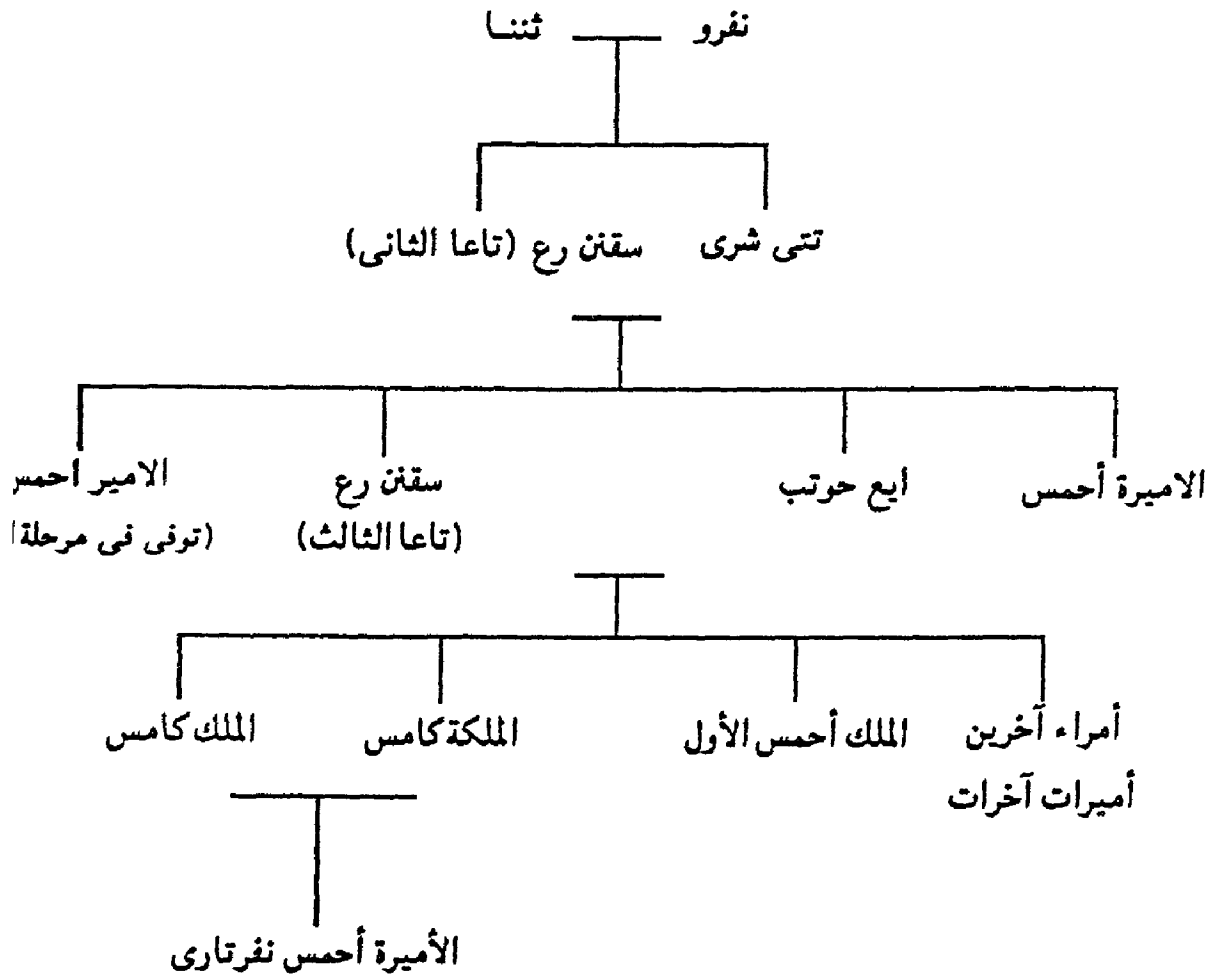 نفرو ثننا
تتى شرى سقنن رع (تاعا الثانى)
الاميرة أحمس ايع حوتب سقنن رع الامير احمس
(تاعا الثالث) (توفى فى مرحلة
أمراء آخرين الملك أحمس الأول الملكة كامس الملك كامس
أميرات آخرات
الأميرة أحمس نفرتارى